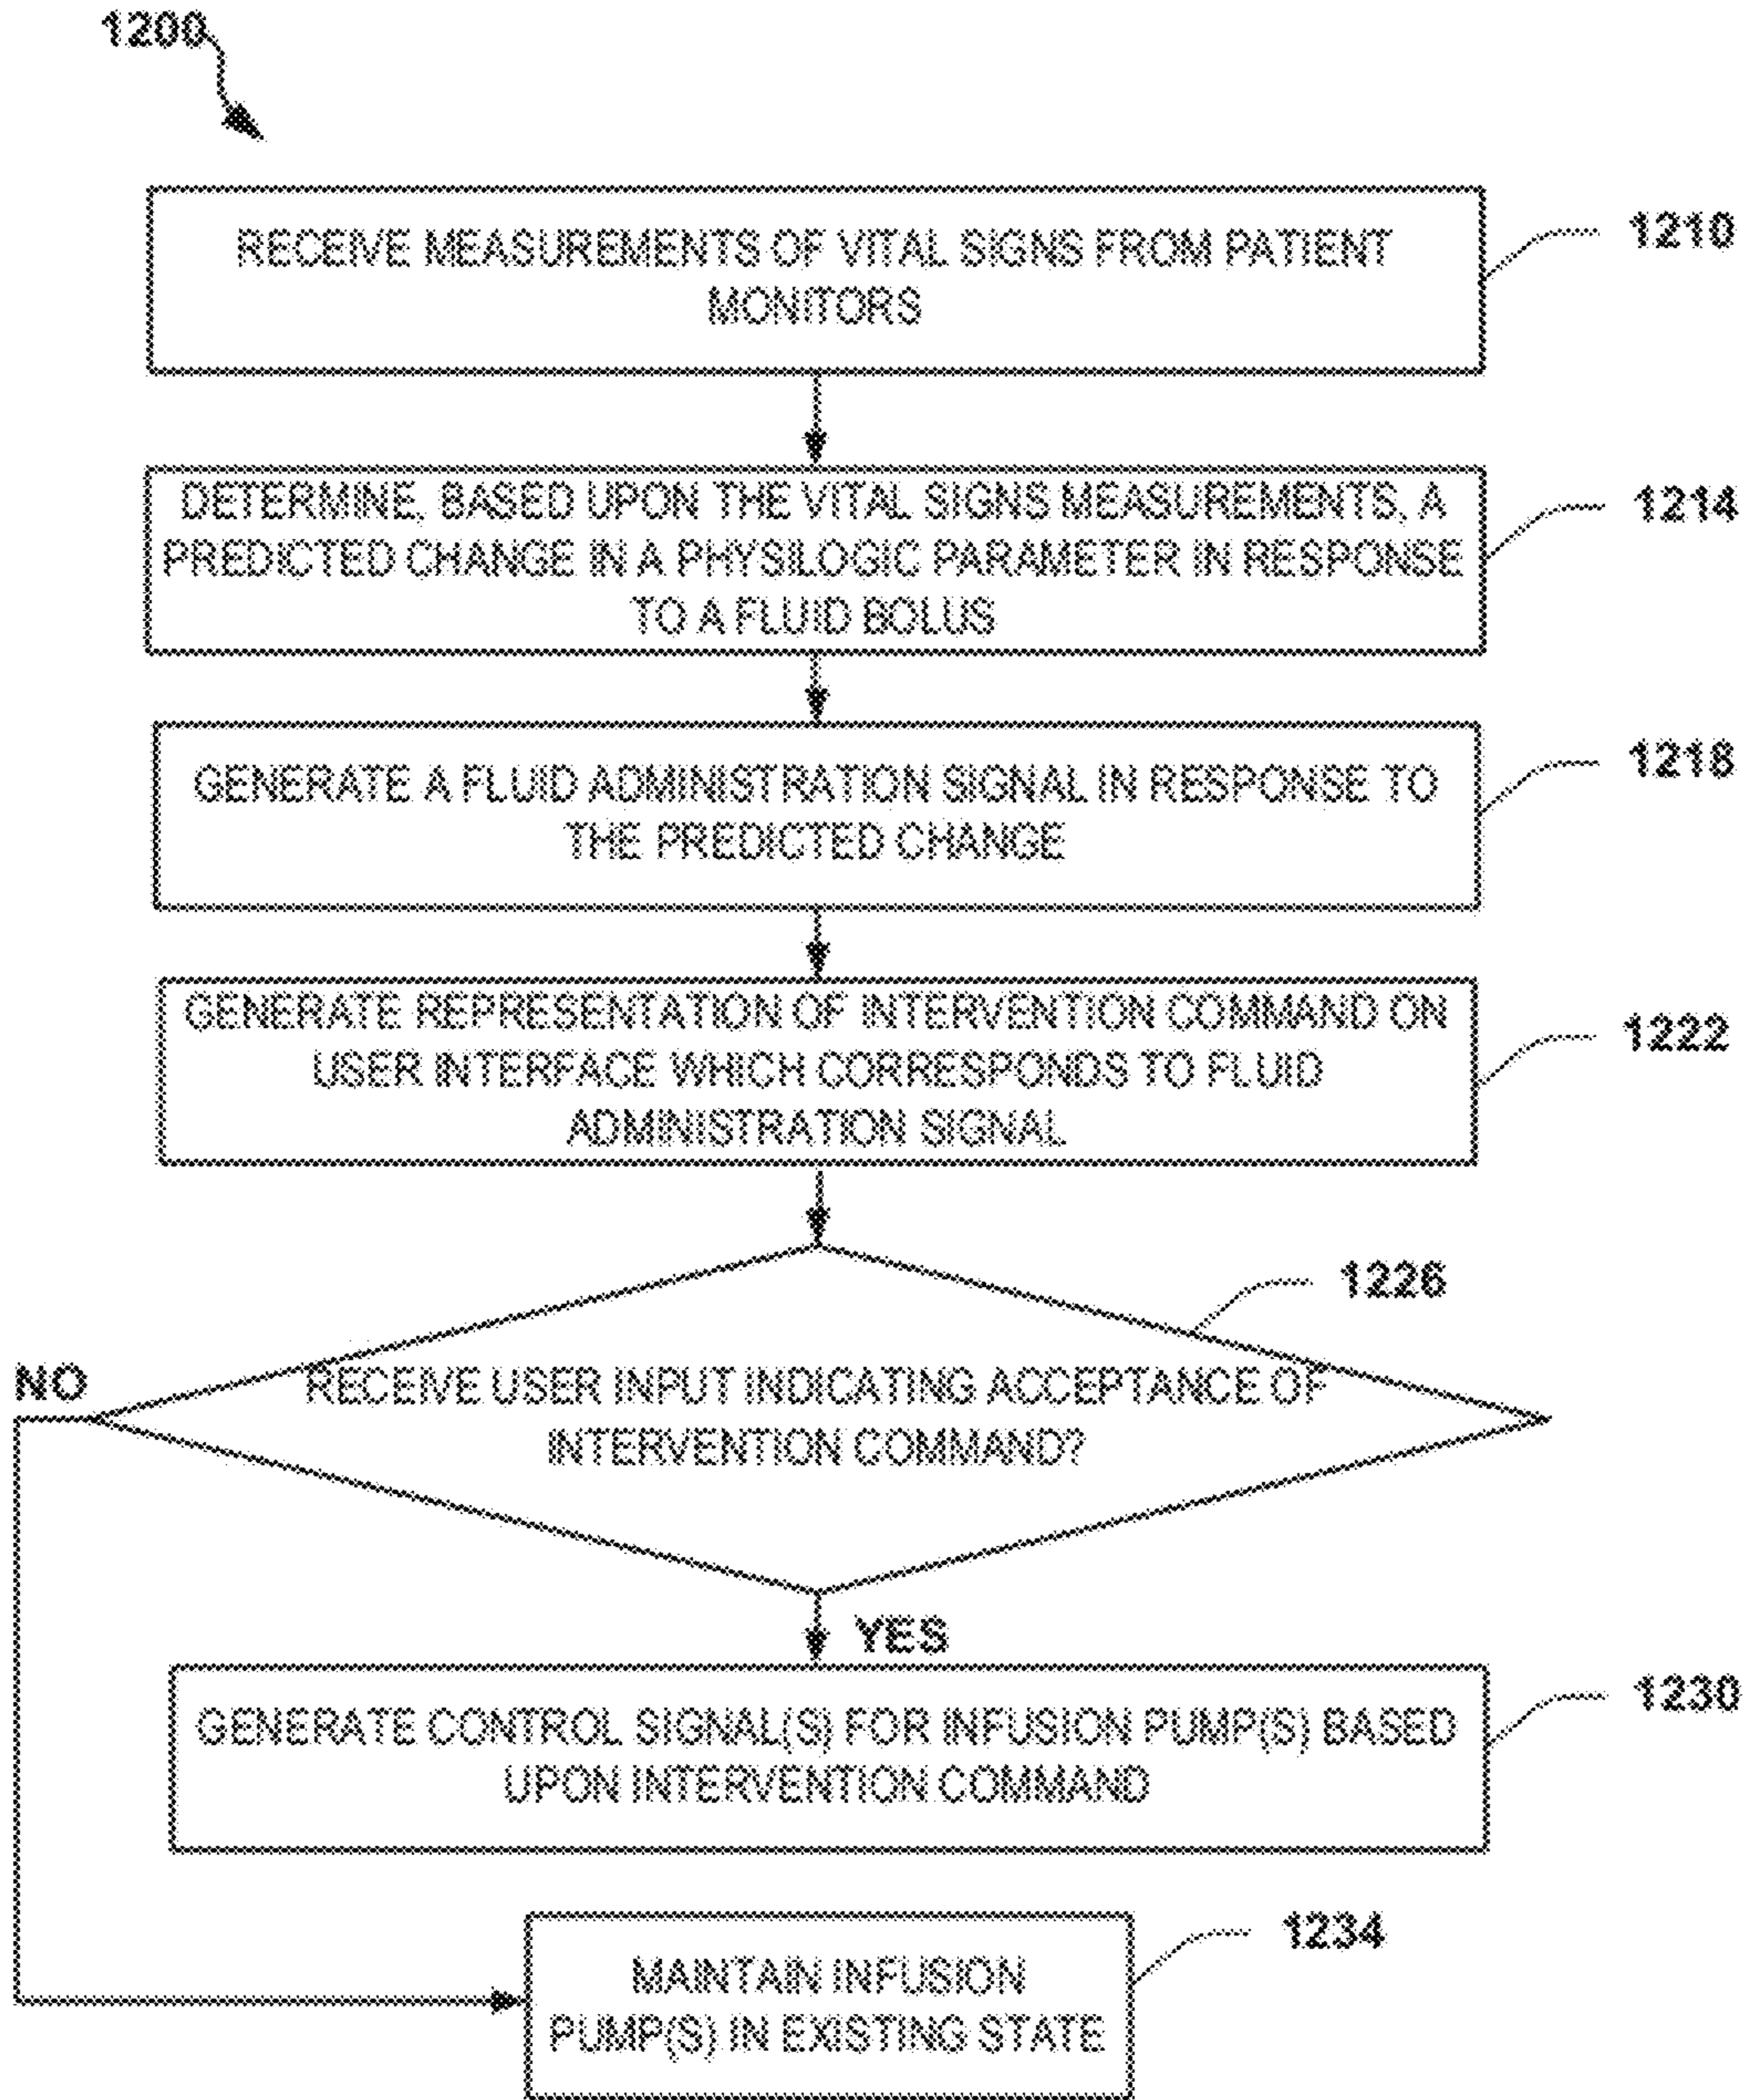 1200
RECEIVE MEASUREMENTS OF VITAL SIGNS FROM PATIENT
MONITORS
1210
DETERMINE, BASED UPON THE VITAL SIGNS MEASUREMENTS, A
PREDICTED CHANGE IN A PHYSILOGIC PARAMETER IN RESPONSE
TO A FLUID BOLUS
1214
GENERATE A FLUID ADMINISTRATION SIGNAL IN RESPONSE TO
THE PREDICTED CHANGE
1218
GENERATE REPRESENTATION OF INTERVENTION COMMAND ON
USER INTERFACE WHICH CORRESPONDS TO FLUID
ADMINISTRATION SIGNAL
1222
1226
NO
RECEIVE USER INPUT INDICATING ACCEPTANCE OF
INTERVENTION COMMAND?
YES
GENERATE CONTROL SIGNAL(S) FOR INFUSION PUMP(S) BASED
UPON INTERVENTION COMMAND
1230
MAINTAIN INFUSION
PUMP(S) IN EXISTING STATE
1234